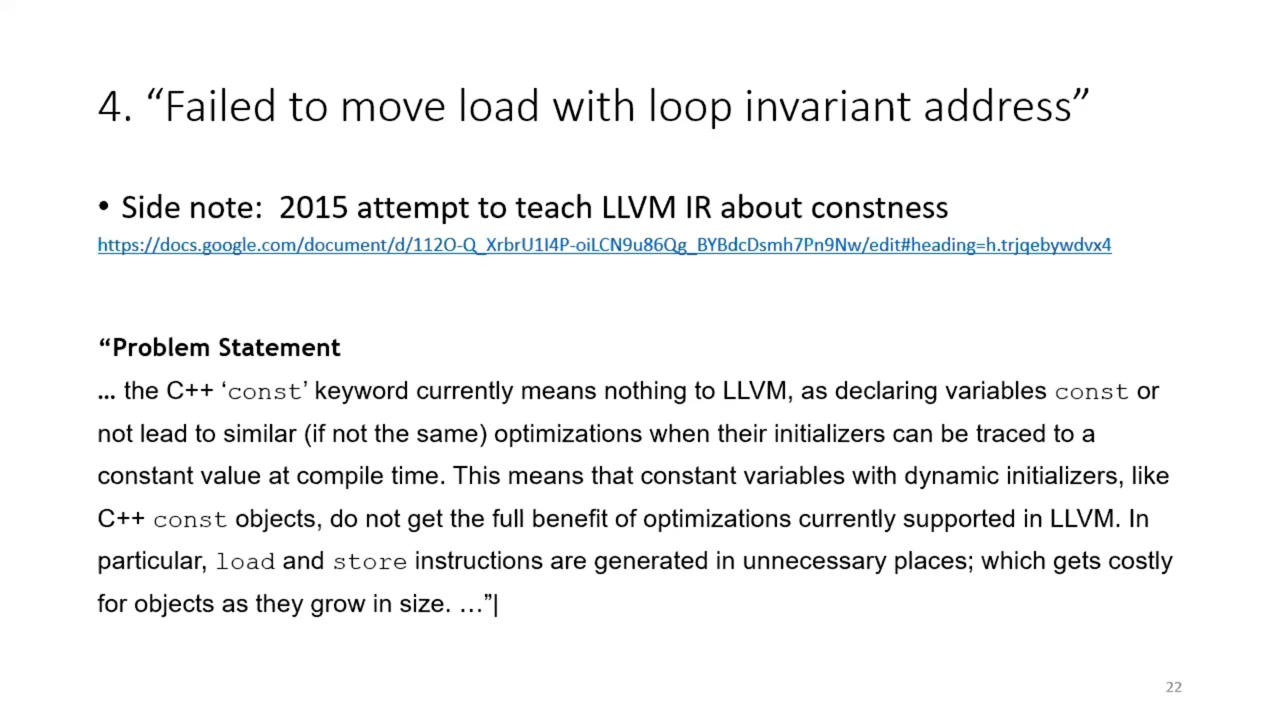 4. “Failed to move load with loop invariant address”
• Side note:  2015 attempt to teach LLVM IR about constness
https://docs.google.com/document/d/112O-Q_XrbrU1I4P-oiLCN9u86Qg_BYBdcDsmh7Pn9Nw/edit#heading=h.trjqebywdvx4
“Problem Statement
... the C++ ‘const’ keyword currently means nothing to LLVM, as declaring variables const or
not lead to similar (if not the same) optimizations when their initializers can be traced to a
constant value at compile time. This means that constant variables with dynamic initializers, like
C++ const objects, do not get the full benefit of optimizations currently supported in LLVM. In
particular, load and store instructions are generated in unnecessary places; which gets costly
for objects as they grow in size. …”|
22